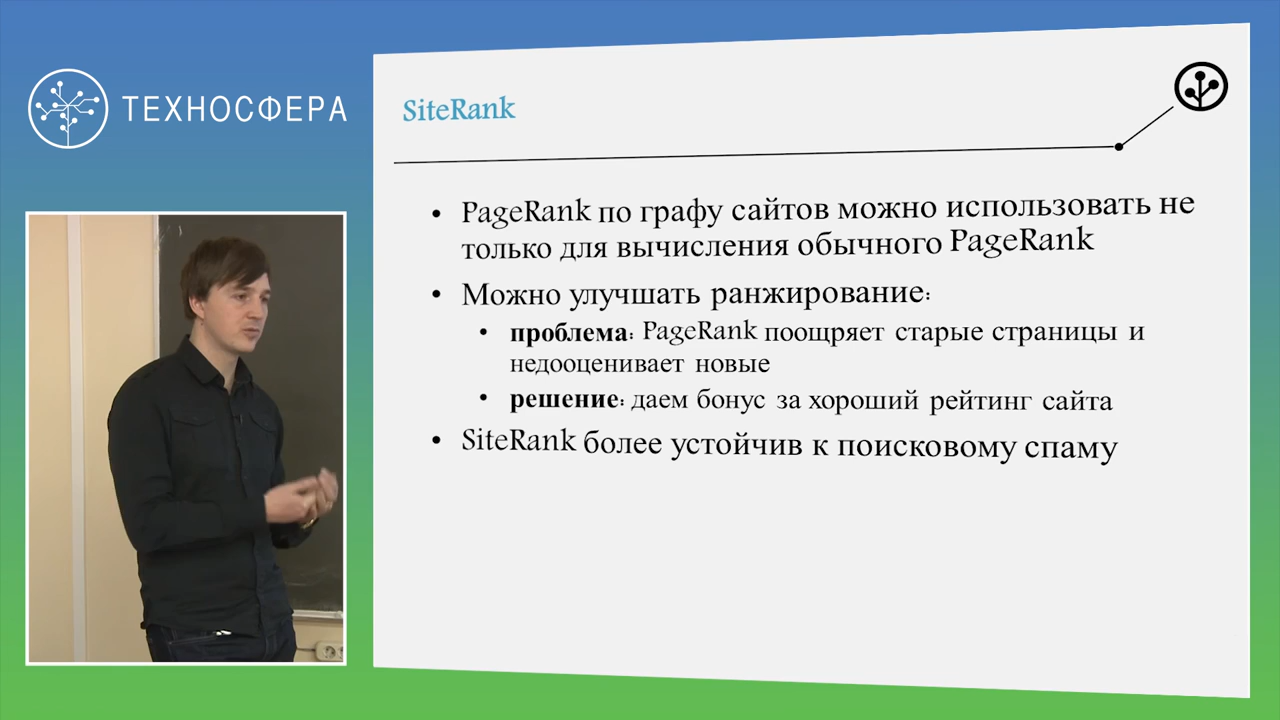 ТЕХНОСФЕРА
SiteRank
• PageRank по графу сайтов можно использовать не
только для вычисления обычного PageRank
• Можно улучшать ранжирование:
• проблема: PageRank поощряет старые страницы и
недооценивает новые
• решение: даем бонус за хороший рейтинг сайта
• SiteRank более устойчив к поисковому спаму